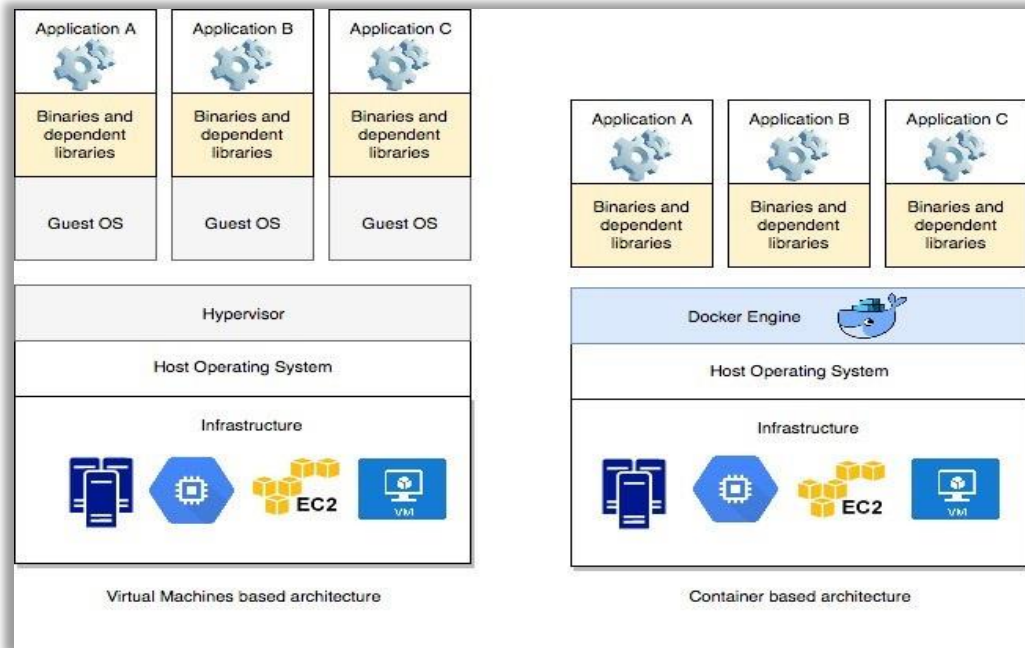 Application A
Application B
Application C
Binaries and
dependent
libraries
Binaries and
dependent
libraries
Binaries and
dependent
libraries
Guest OS
Guest OS
Guest OS
Hypervisor
Host Operating System
Infrastructure
EC2
VM
Virtual Machines based architecture
Application A
Application B
Application C
Binaries and
dependent
libraries
Binaries and
dependent
libraries
Binaries and
dependent
libraries
Docker Engine
Host Operating System
Infrastructure
EC2
VM
Container based architecture